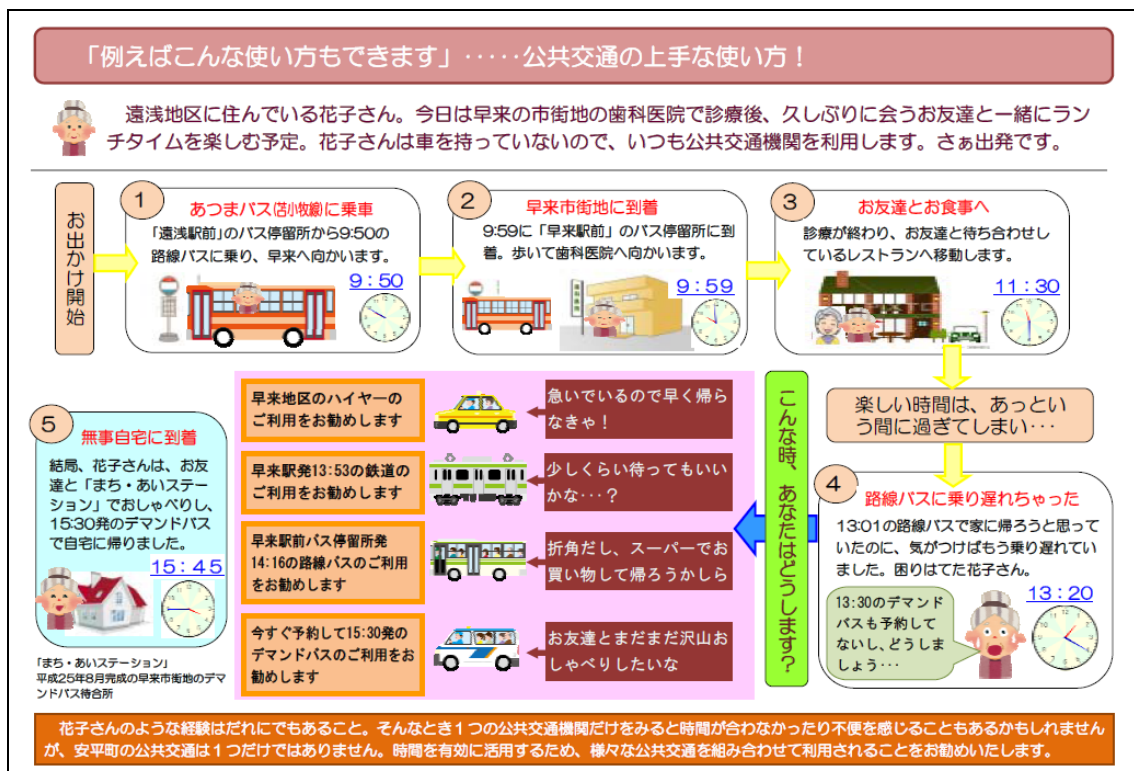 「例えばこんな使い方もできます」‥‥‥公共交通の上手な使い方！
遠浅地区に住んでいる花子さん。今日は早来の市街地の歯科医院で診療後、久しぶりに会うお友達と一緒にラン
チタイムを楽しむ予定。花子さんは車を持っていないので、いつも公共交通機関を利用します。さぁ出発です。
お出かけ開始
1
あつまバス(苫小牧線)に乗車
「遠浅駅前」のバス停留所から9:50の
路線バスに乗り、早来へ向かいます。
9：50
2
早来市街地に到着
9:59に「早来駅前」のバス停留所に到
着。歩いて歯科医院へ向かいます。
歯科医院
9：59
3
お友達とお食事へ
診療が終わり、お友達と待ち合わせし
ているレストランへ移動します。
11：30
楽しい時間は、あっとい
う間に過ぎてしまい･･･
4
路線バスに乗り遅れちゃった
13:01の路線バスで家に帰ろうと思って
いたのに、気がつけばもう乗り遅れてい
ました。困りはてた花子さん。
13：20
13:30のデマンド
バスも予約して
ないし、どうしま
しょう･･･
こんな時、あなたはどうします？
急いでいるので早く帰ら
なきゃ！
早来地区のハイヤーの
ご利用をお勧めします
少しくらい待ってもいい
かな･･･？
早来駅発13:53の鉄道の
ご利用をお勧めします
折角だし、スーパーでお
買い物して帰ろうかしら
早来駅前バス停留所発
14:16の路線バスのご利用
をお勧めします
お友達とまだまだ沢山お
しゃべりしたいな
今すぐ予約して15:30発の
デマンドバスのご利用をお
勧めします
5
無事自宅に到着
結局、花子さんは、お友
達と「まち・あいステー
ション」でおしゃべりし、
15:30発のデマンドバス
で自宅に帰りました。
15：45
「まち・あいステーション」
平成25年8月完成の早来市街地のデマ
ンドバス待合所
花子さんのような経験はだれにでもあること。そんなとき１つの公共交通機関だけをみると時間が合わなかったり不便を感じることもあるかもしれません
が、安平町の公共交通は１つだけではありません。時間を有効に活用するため、様々な公共交通を組み合わせて利用されることをお勧めいたします。